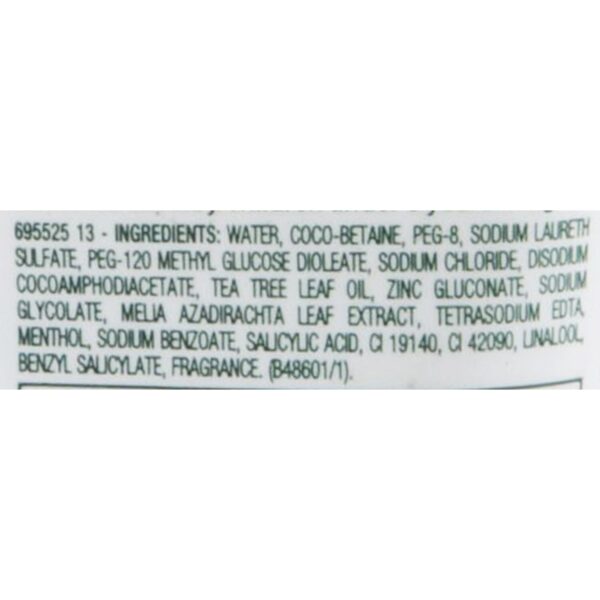 695525 13 - INGREDIENTS: WATER, COCO-BETAINE, PEG-8, SODIUM LAURETH
SULFATE, PEG-120 METHYL GLUCOSE DIOLEATE, SODIUM CHLORIDE, DISODIUM
COCOAMPHODIACETATE, TEA TREE LEAF OIL, ZINC GLUCONATE, SODIUM
GLYCOLATE, MELIA AZADIRACHTA LEAF EXTRACT, TETRASODIUM EDTA,
MENTHOL, SODIUM BENZOATE, SALICYLIC ACID, CI 19140, CI 42090, LINALOOL,
BENZYL SALICYLATE, FRAGRANCE. (B48601/1).